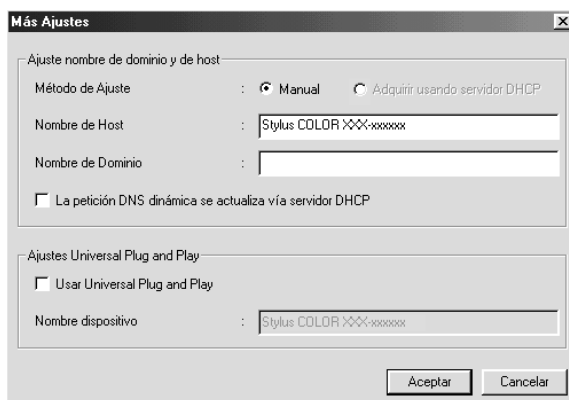 Más Ajustes
Ajuste nombre de dominio y de host
Método de Ajuste : Manual Adquirir usando servidor DHCP
Nombre de Host : Stylus COLOR XXX-xxxxxx
Nombre de Dominio :
La petición DNS dinámica se actualiza vía servidor DHCP
Ajustes Universal Plug and Play
Usar Universal Plug and Play
Nombre dispositivo : Stylus COLOR XXX-xxxxxx
Aceptar Cancelar